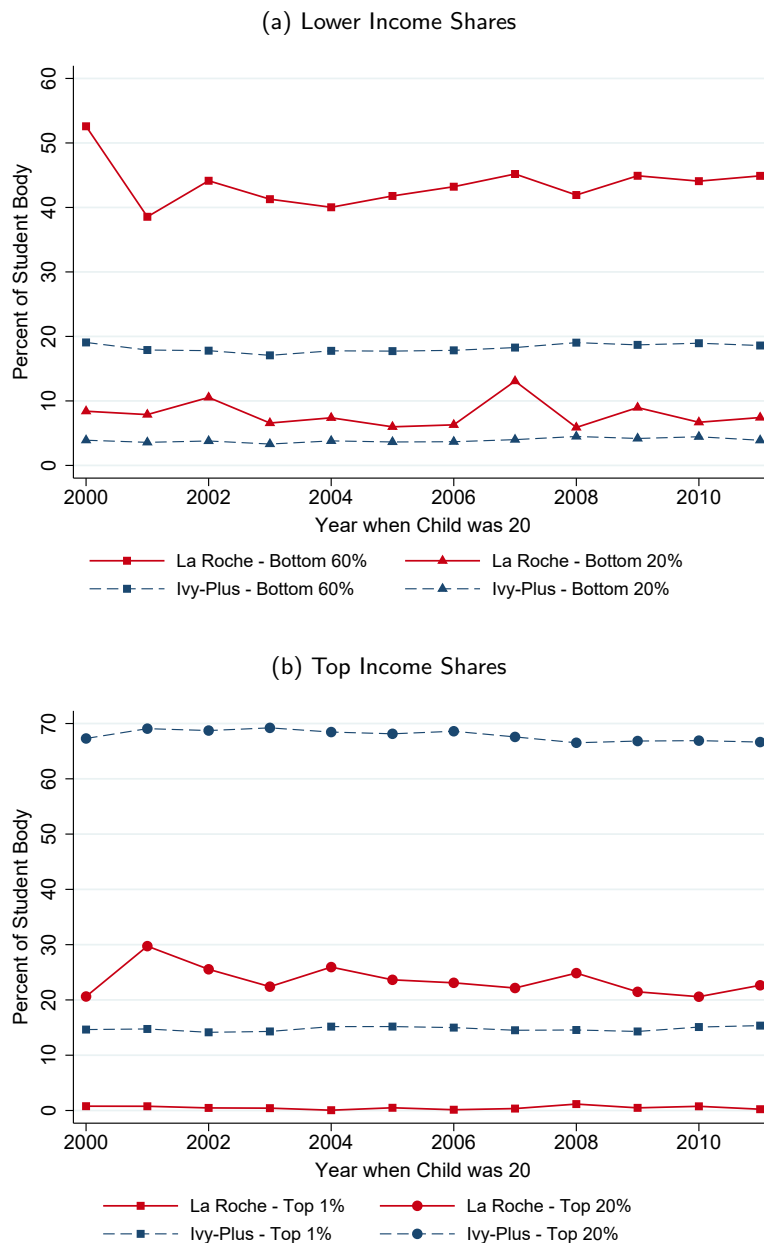 (a) Lower Income Shares
60
50
40
30
20
10
0
Percent of Student Body
2000 2002 2004 2006 2008 2010
Year when Child was 20
La Roche - Bottom 60% La Roche - Bottom 20%
Ivy-Plus - Bottom 60% Ivy-Plus - Bottom 20%
(b) Top Income Shares
70
60
50
40
30
20
10
0
Percent of Student Body
2000 2002 2004 2006 2008 2010
Year when Child was 20
La Roche - Top 1% La Roche - Top 20%
Ivy-Plus - Top 1% Ivy-Plus - Top 20%